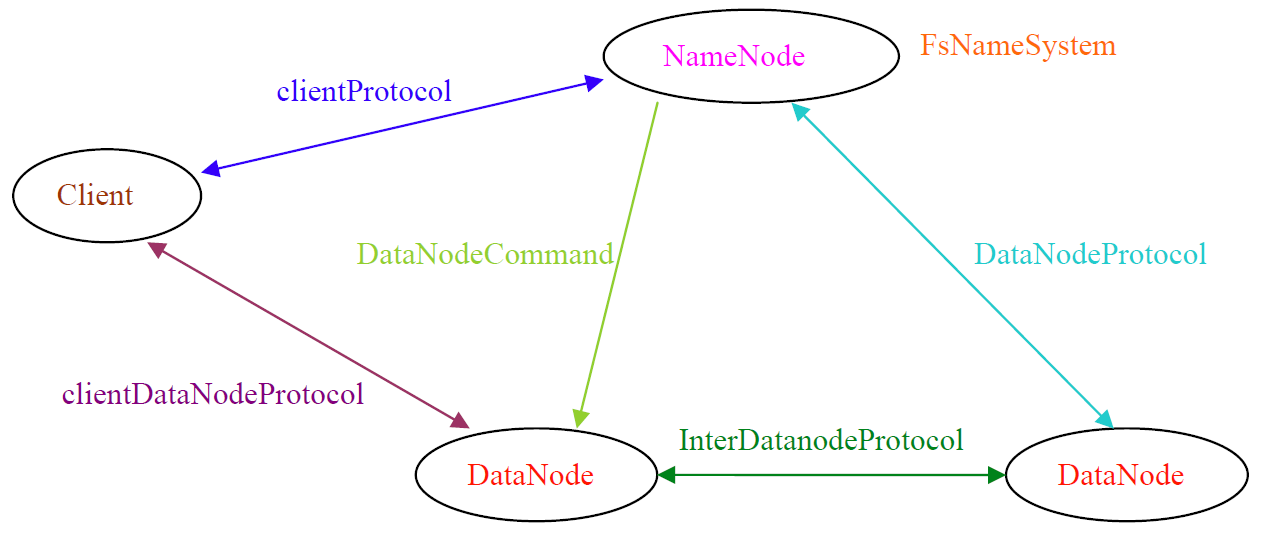 NameNode
FsNameSystem
clientProtocol
Client
DataNodeCommand
DataNodeProtocol
clientDataNodeProtocol
InterDatanodeProtocol
DataNode
DataNode